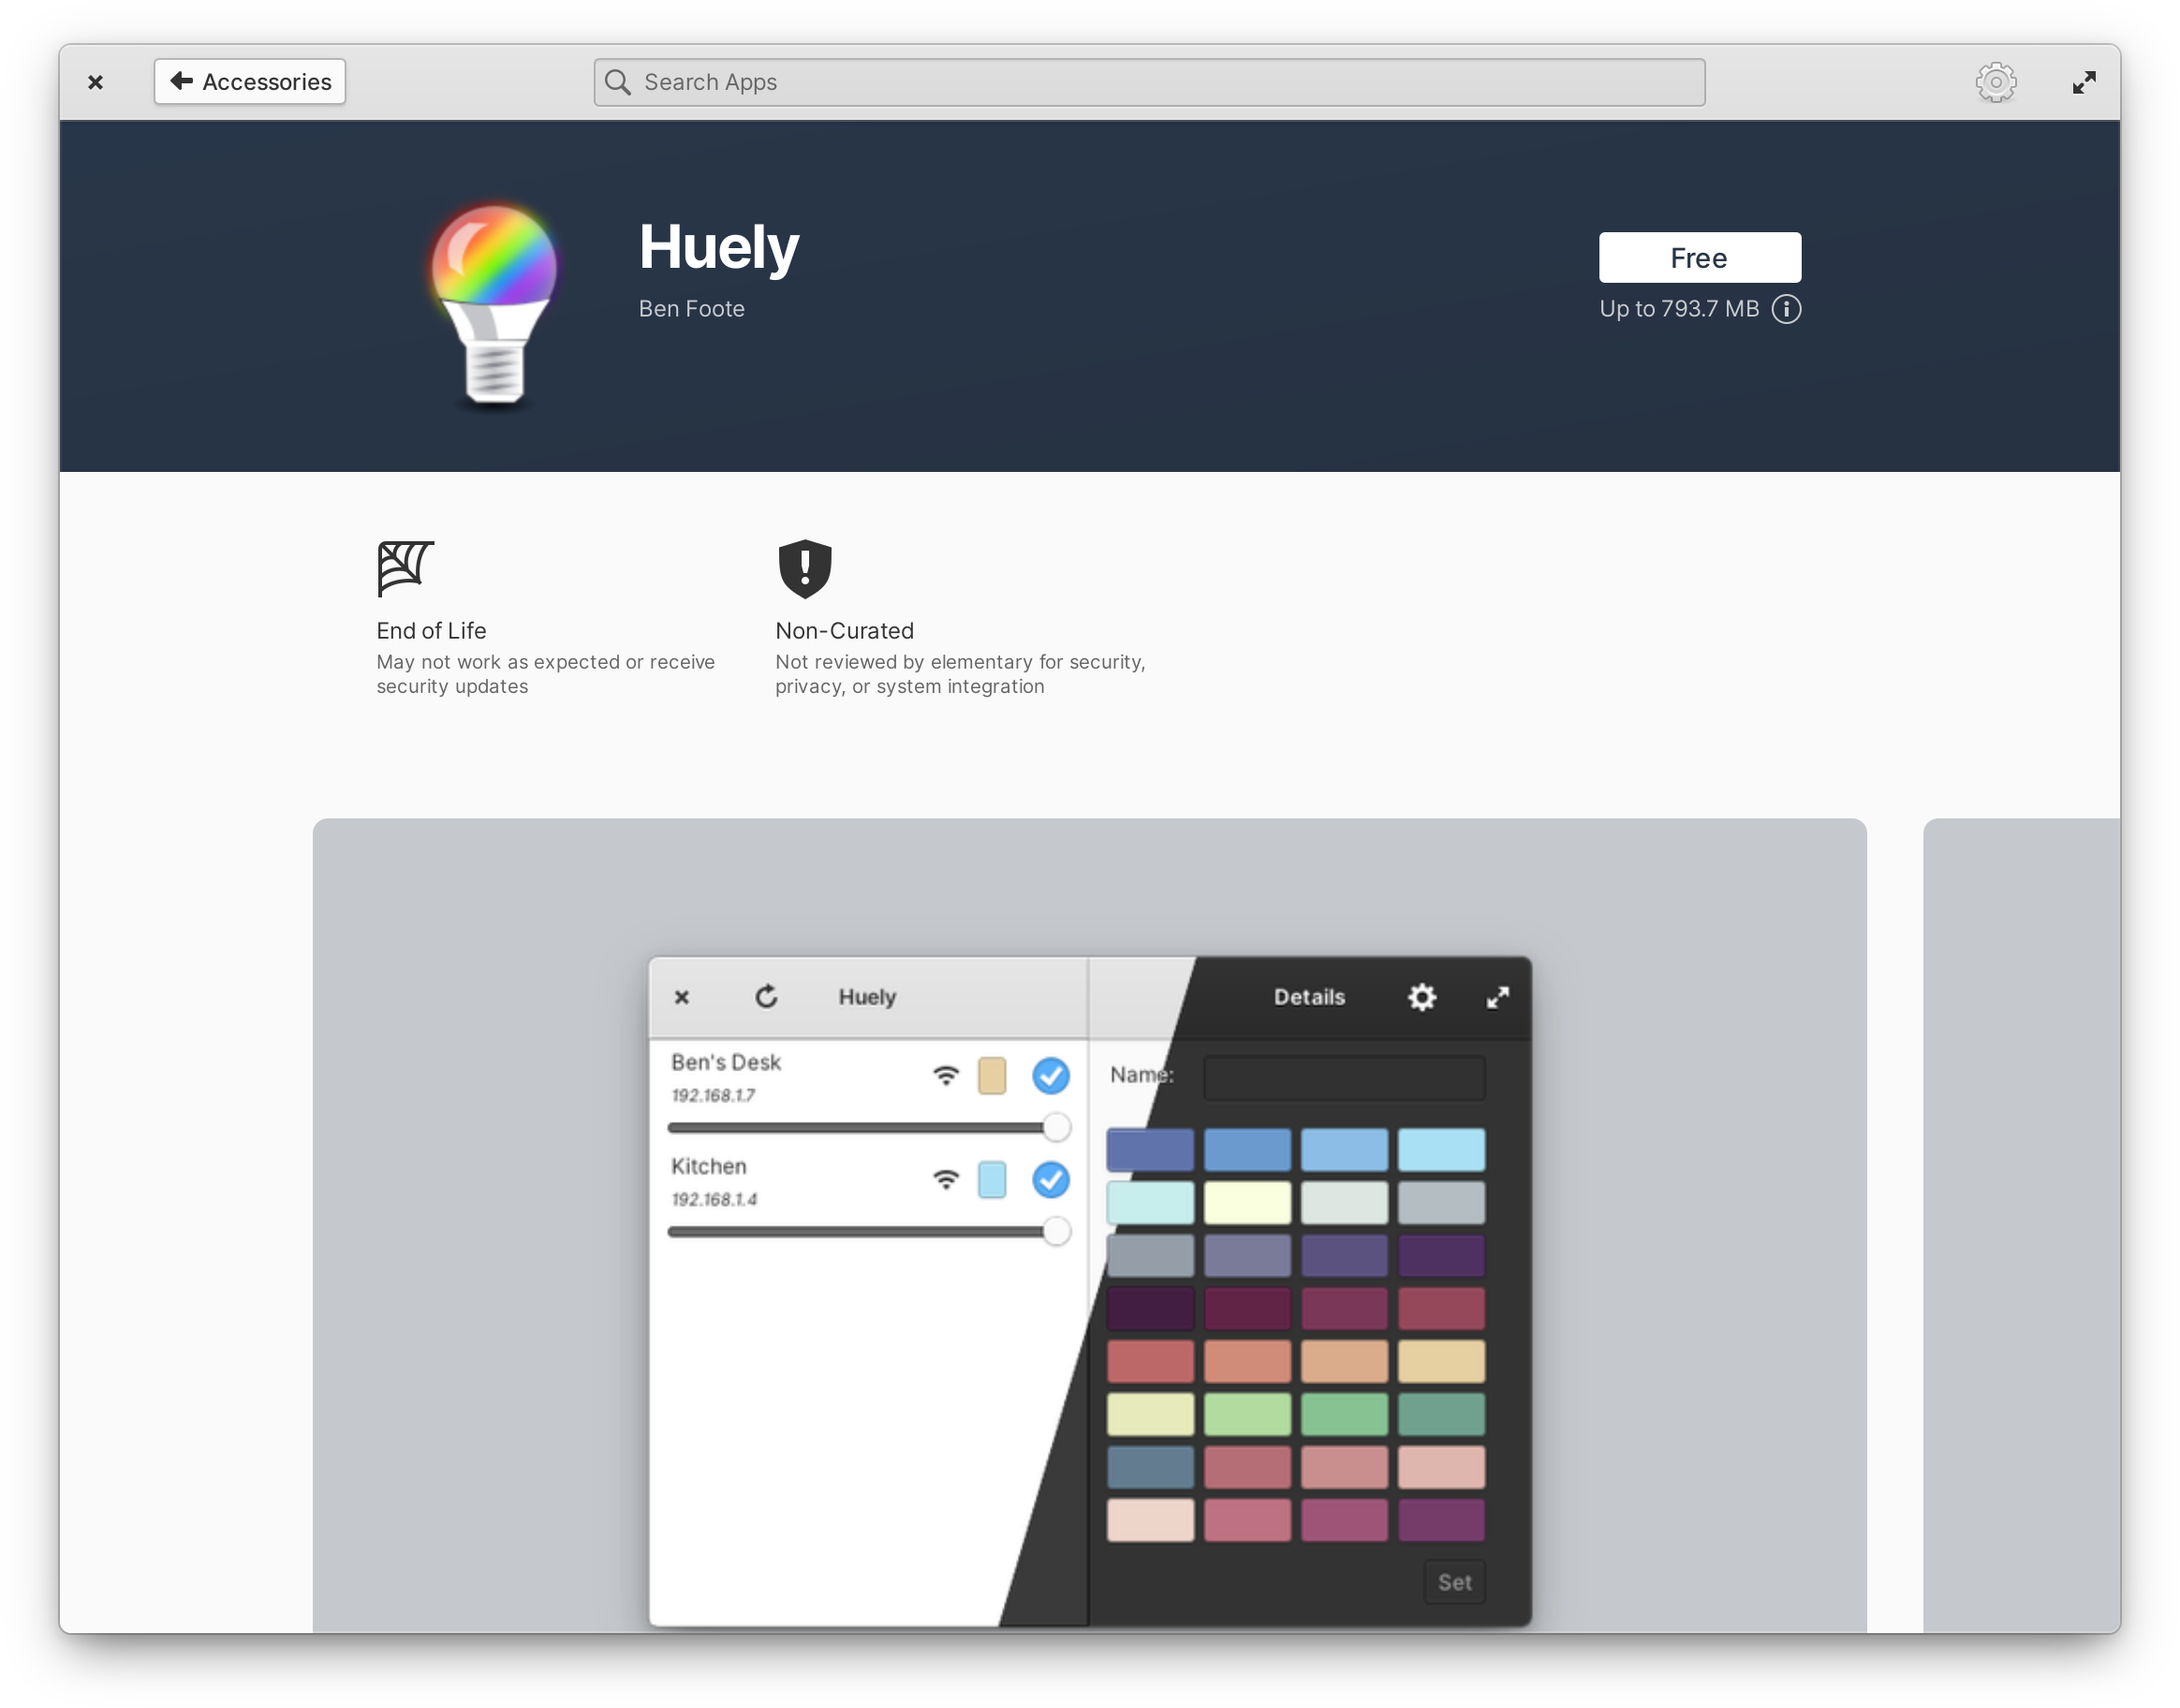 Accessories
Search Apps
Huely
Ben Foote
Free
Up to 793.7 MB
End of Life
May not work as expected or receive
security updates
Non-Curated
Not reviewed by elementary for security,
privacy, or system integration
Huely
Details
Ben's Desk
192.168.1.7
Kitchen
192.168.1.4
Name:
Set